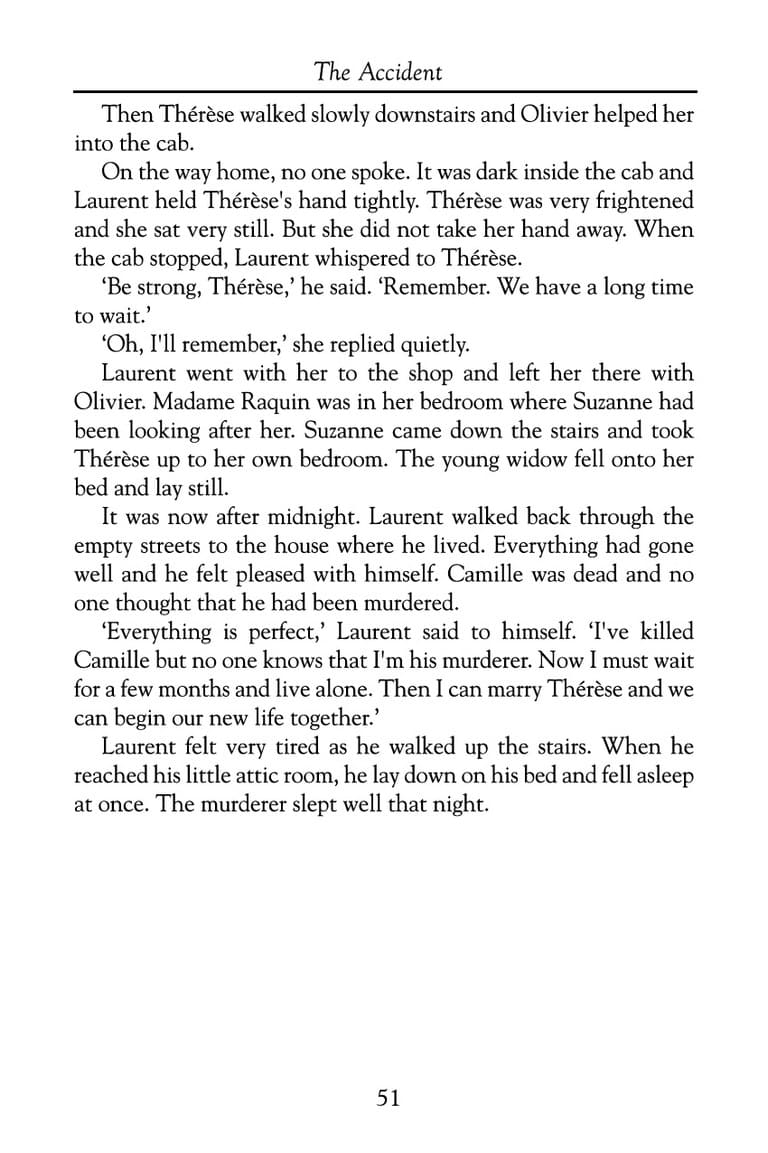 The Accident
Then Thérèse walked slowly downstairs and Olivier helped her
into the cab.
On the way home, no one spoke. It was dark inside the cab and
Laurent held Thérèse's hand tightly. Thérèse was very frightened
and she sat very still. But she did not take her hand away. When
the cab stopped, Laurent whispered to Thérèse.
‘Be strong, Thérèse,’ he said. ‘Remember. We have a long time
to wait.’
‘Oh, I'll remember,’ she replied quietly.
Laurent went with her to the shop and left her there with
Olivier. Madame Raquin was in her bedroom where Suzanne had
been looking after her. Suzanne came down the stairs and took
Thérèse up to her own bedroom. The young widow fell onto her
bed and lay still.
It was now after midnight. Laurent walked back through the
empty streets to the house where he lived. Everything had gone
well and he felt pleased with himself. Camille was dead and no
one thought that he had been murdered.
‘Everything is perfect,’ Laurent said to himself. ‘I've killed
Camille but no one knows that I'm his murderer. Now I must wait
for a few months and live alone. Then I can marry Thérèse and we
can begin our new life together.’
Laurent felt very tired as he walked up the stairs. When he
reached his little attic room, he lay down on his bed and fell asleep
at once. The murderer slept well that night.
51